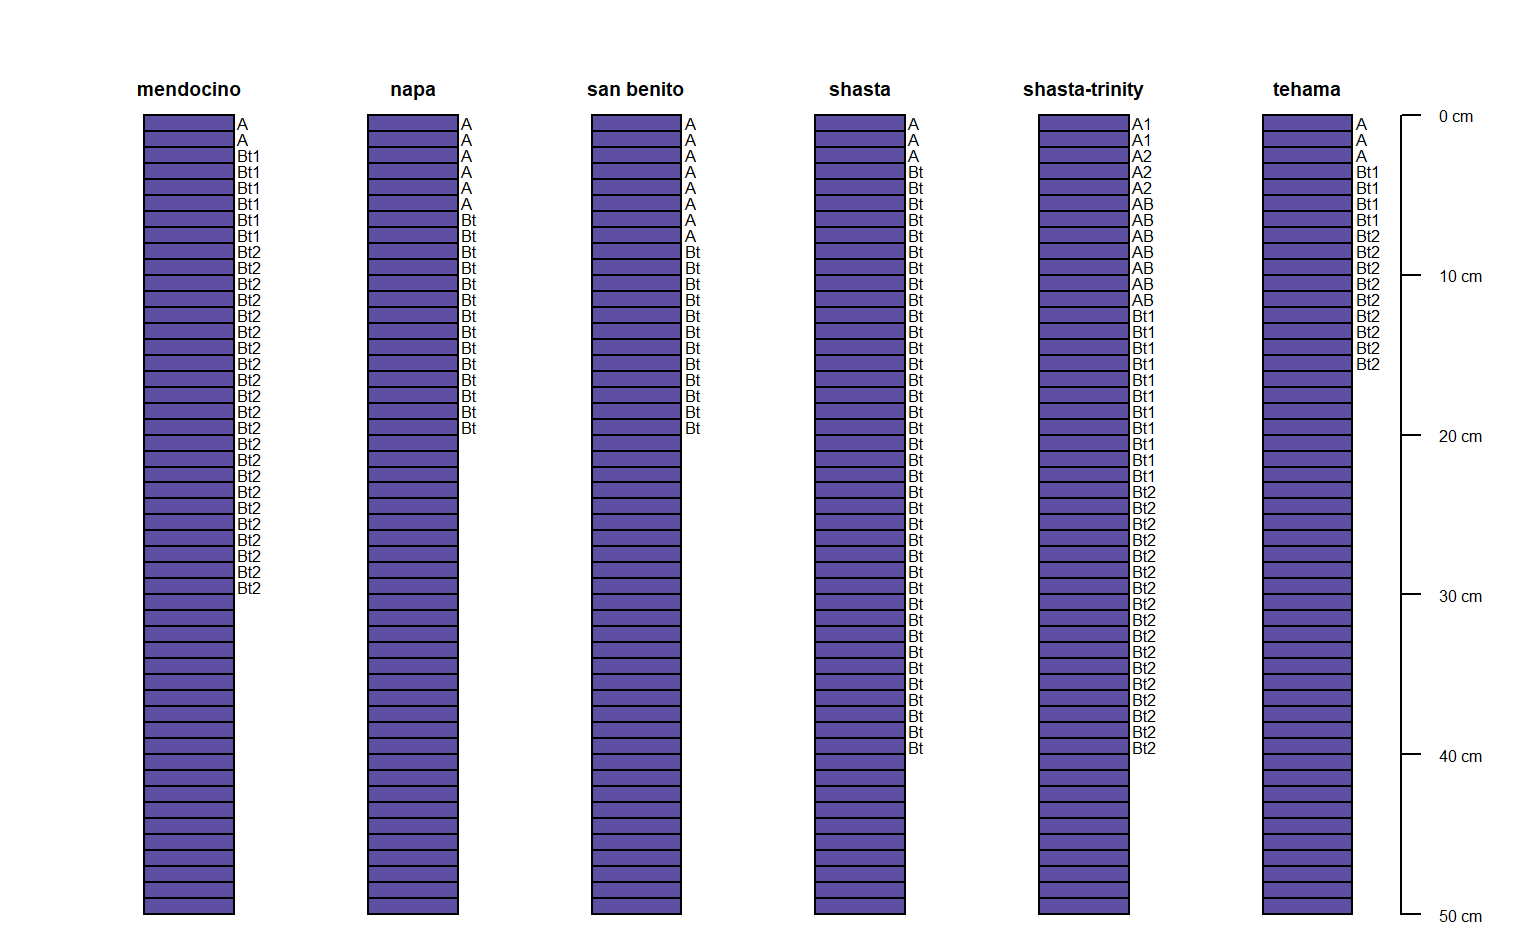 mendocino napa san benito shasta shasta-trinity tehama
A A A A A1 A 0 cm
A A A A A1 A
Bt1 A A A A2 A
Bt1 A A Bt A2 Bt1
Bt1 A A Bt A2 Bt1
Bt1 A A Bt AB Bt1
Bt1 Bt A Bt AB Bt1
Bt1 Bt A Bt AB Bt2
Bt2 Bt Bt Bt AB Bt2
Bt2 Bt Bt Bt AB Bt2
Bt2 Bt Bt Bt AB Bt2 10 cm
Bt2 Bt Bt Bt AB Bt2
Bt2 Bt Bt Bt Bt1 Bt2
Bt2 Bt Bt Bt Bt1 Bt2
Bt2 Bt Bt Bt Bt1 Bt2
Bt2 Bt Bt Bt Bt1 Bt2
Bt2 Bt Bt Bt Bt1
Bt2 Bt Bt Bt Bt1
Bt2 Bt Bt Bt Bt1
Bt2 Bt Bt Bt Bt1
Bt2 Bt Bt1 20 cm
Bt2 Bt Bt1
Bt2 Bt Bt1
Bt2 Bt Bt2
Bt2 Bt Bt2
Bt2 Bt Bt2
Bt2 Bt Bt2
Bt2 Bt Bt2
Bt2 Bt Bt2
Bt2 Bt Bt2
Bt Bt2 30 cm
Bt Bt2
Bt Bt2
Bt Bt2
Bt Bt2
Bt Bt2
Bt Bt2
Bt Bt2
Bt Bt2
Bt Bt2
40 cm
50 cm